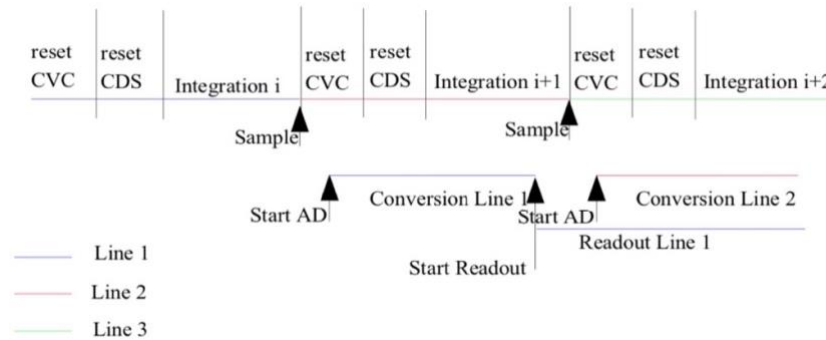 reset CVC
reset CDS
Integration i
reset CVC
reset CDS
Integration i+1
reset CVC
reset CDS
Integration i+2
Sample
Sample
Start AD
Conversion Line 1
Start AD
Conversion Line 2
Readout Line 1
Start Readout
Line 1
Line 2
Line 3